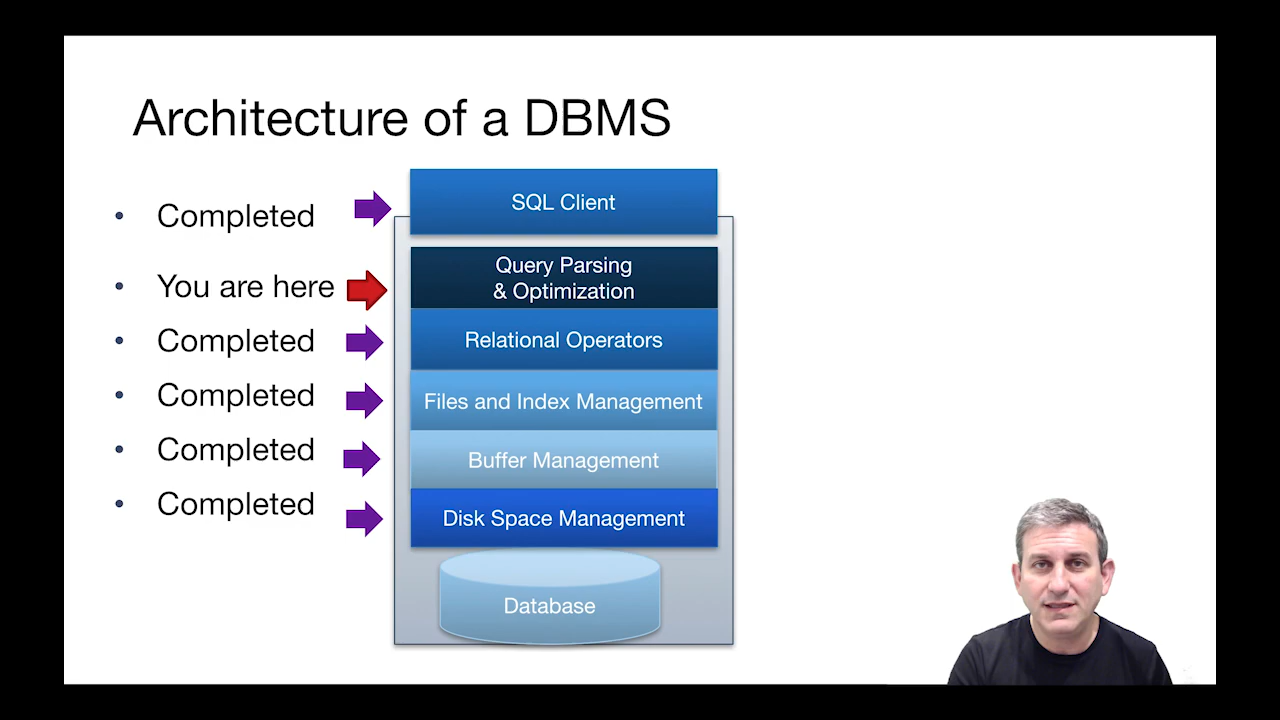 Architecture of a DBMS
• Completed
SQL Client
• You are here
Query Parsing
& Optimization
• Completed
Relational Operators
• Completed
Files and Index Management
• Completed
Buffer Management
• Completed
Disk Space Management
Database